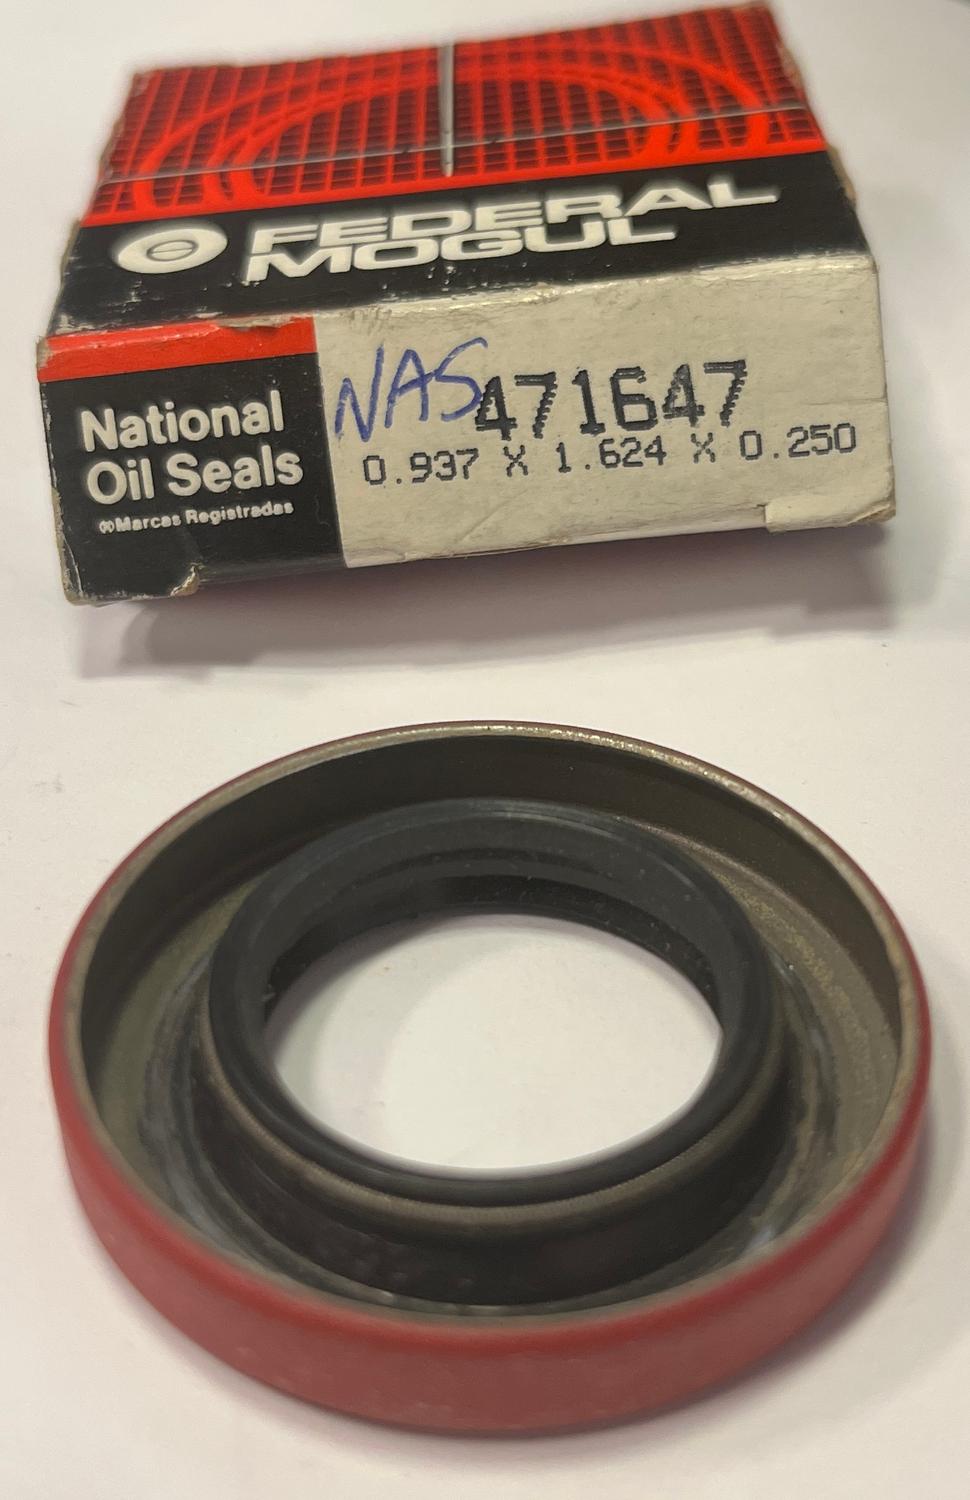 FEDERAL
MOGUL
National
Oil Seals
®Marcas Registradas
NAS 471647
0.937 X 1.624 X 0.250